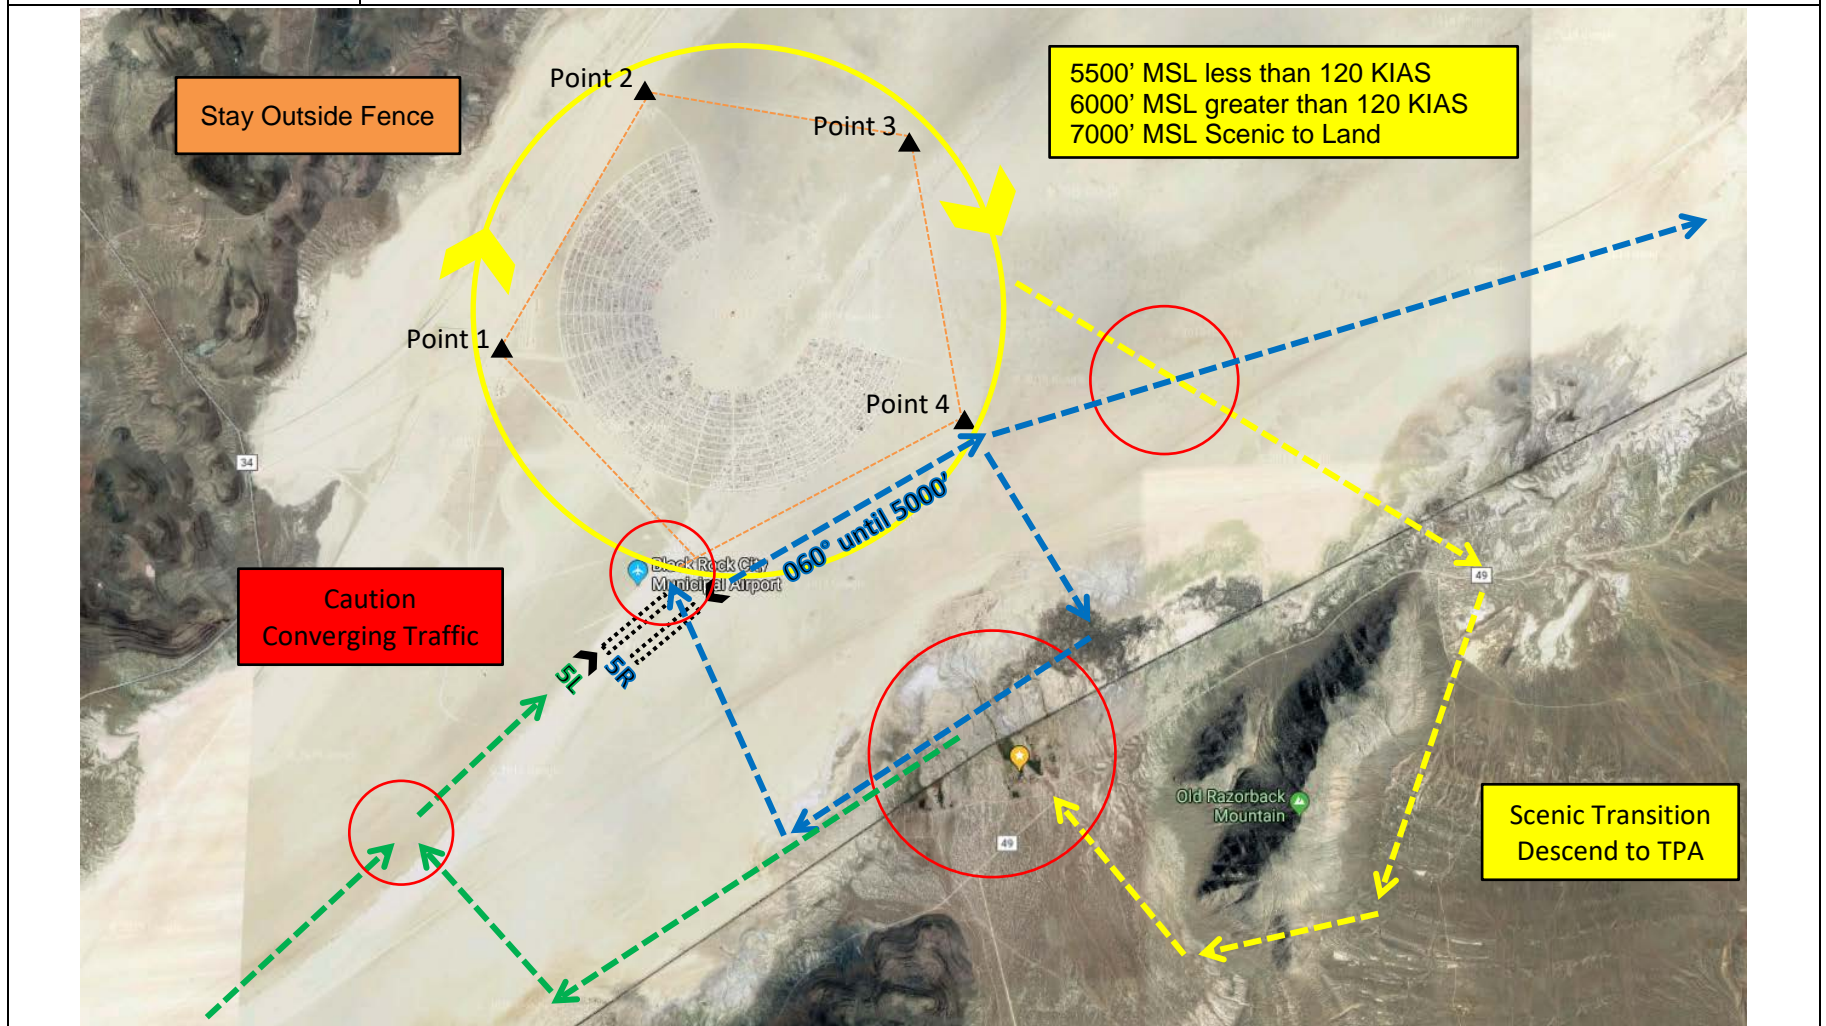 Point 2
5500’ MSL less than 120 KIAS
6000’ MSL greater than 120 KIAS
7000’ MSL Scenic to Land
Stay Outside Fence
Point 3
Point 1
Point 4
34
060° until 5000’
Black Rock City
Municipal Airport
49
Caution
Converging Traffic
5L
5R
Old Razorback
Mountain
49
Scenic Transition
Descend to TPA